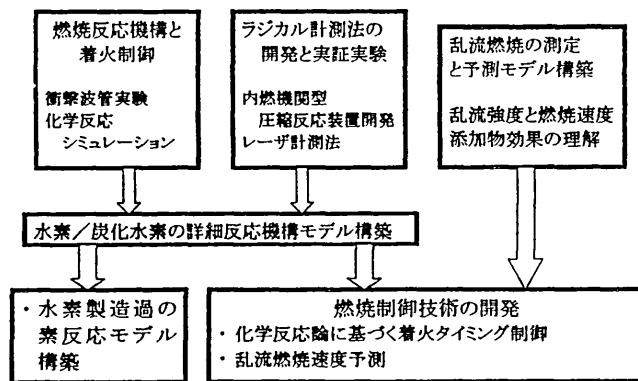 燃焼反応機構と
着火制御
衝撃波管実験
化学反応
シミュレーション
ラジカル計測法の
開発と実証実験
内燃機関型
圧縮反応装置開発
レーザ計測法
乱流燃焼の測定
と予測モデル構築
乱流強度と燃焼速度
添加物効果の理解
水素／炭化水素の詳細反応機構モデル構築
・水素製造過の
素反応モデル
構築
燃焼制御技術の開発
・化学反応論に基づく着火タイミング制御
・乱流燃焼速度予測